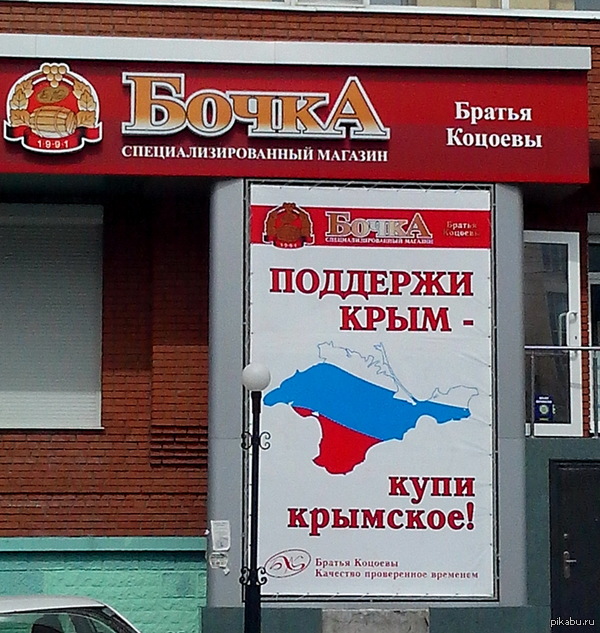 БочкА
СПЕЦИАЛИЗИРОВАННЫЙ МАГАЗИН
Братья
Коцоевы
1991
БочкА
СПЕЦИАЛИЗИРОВАННЫЙ МАГАЗИН
Братья
Коцоевы
1991
ПОДДЕРЖИ
КРЫМ -
купи
крымское!
Братья Коцоевы
Качество проверенное временем
pikabu.ru